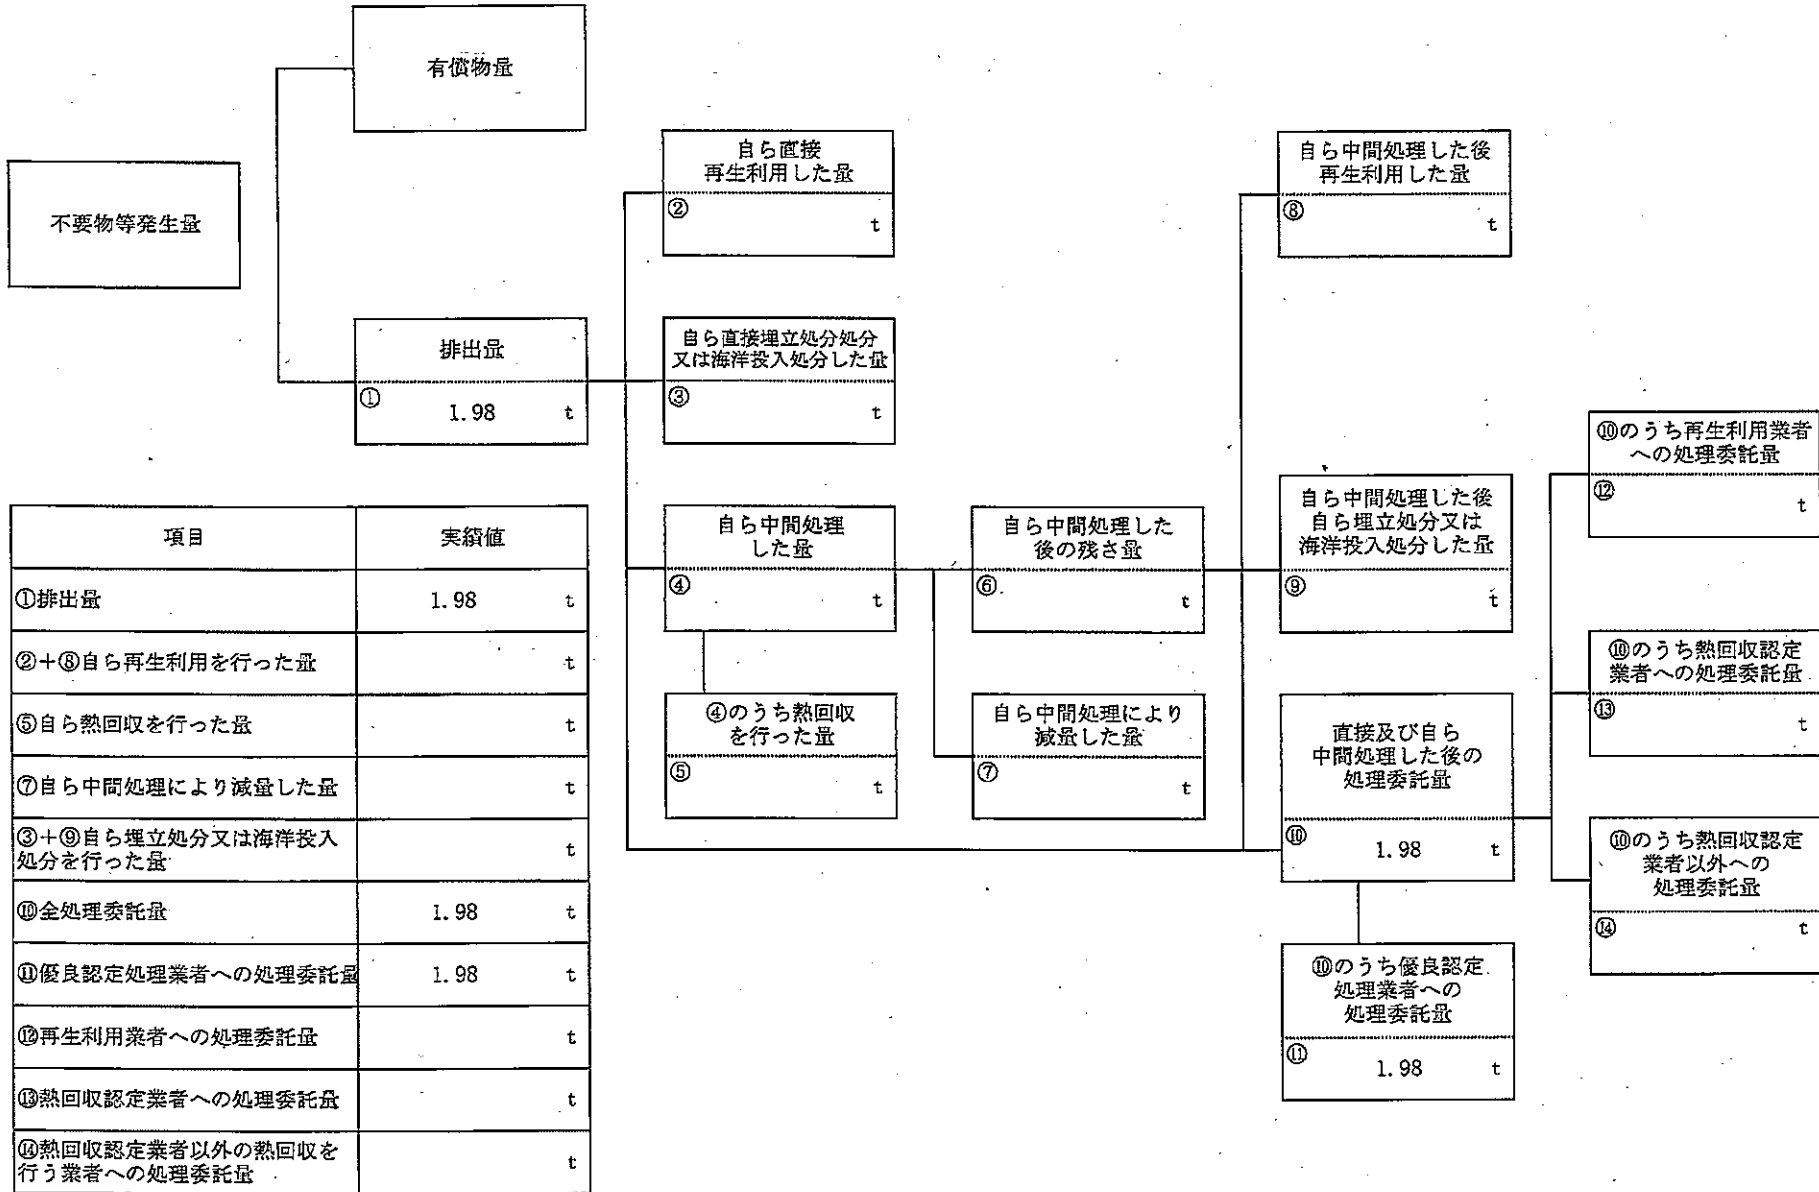 有償物量
不要物等発生量
排出量
① 1.98 t
自ら直接
再生利用した量
② t
自ら直接埋立処分処分
又は海洋投入処分した量
③ t
自ら中間処理
した量
④ t
④のうち熱回収
を行った量
⑤ t
自ら中間処理した
後の残さ量
⑥ t
自ら中間処理により
減量した量
⑦ t
自ら中間処理した後
再生利用した量
⑧ t
自ら中間処理した後
自ら埋立処分又は
海洋投入処分した量
⑨ t
直接及び自ら
中間処理した後の
処理委託量
⑩ 1.98 t
⑩のうち優良認定
処理業者への
処理委託量
⑪ 1.98 t
⑩のうち再生利用業者
への処理委託量
⑫ t
⑩のうち熱回収認定
業者への処理委託量
⑬ t
⑩のうち熱回収認定
業者以外への
処理委託量
⑭ t
項目 実績値
①排出量 1.98 t
②+⑧自ら再生利用を行った量 t
⑤自ら熱回収を行った量 t
⑦自ら中間処理により減量した量 t
③+⑨自ら埋立処分又は海洋投入
処分を行った量 t
⑩全処理委託量 1.98 t
⑪優良認定処理業者への処理委託量 1.98 t
⑫再生利用業者への処理委託量 t
⑬熱回収認定業者への処理委託量 t
⑭熱回収認定業者以外の熱回収を
行う業者への処理委託量 t